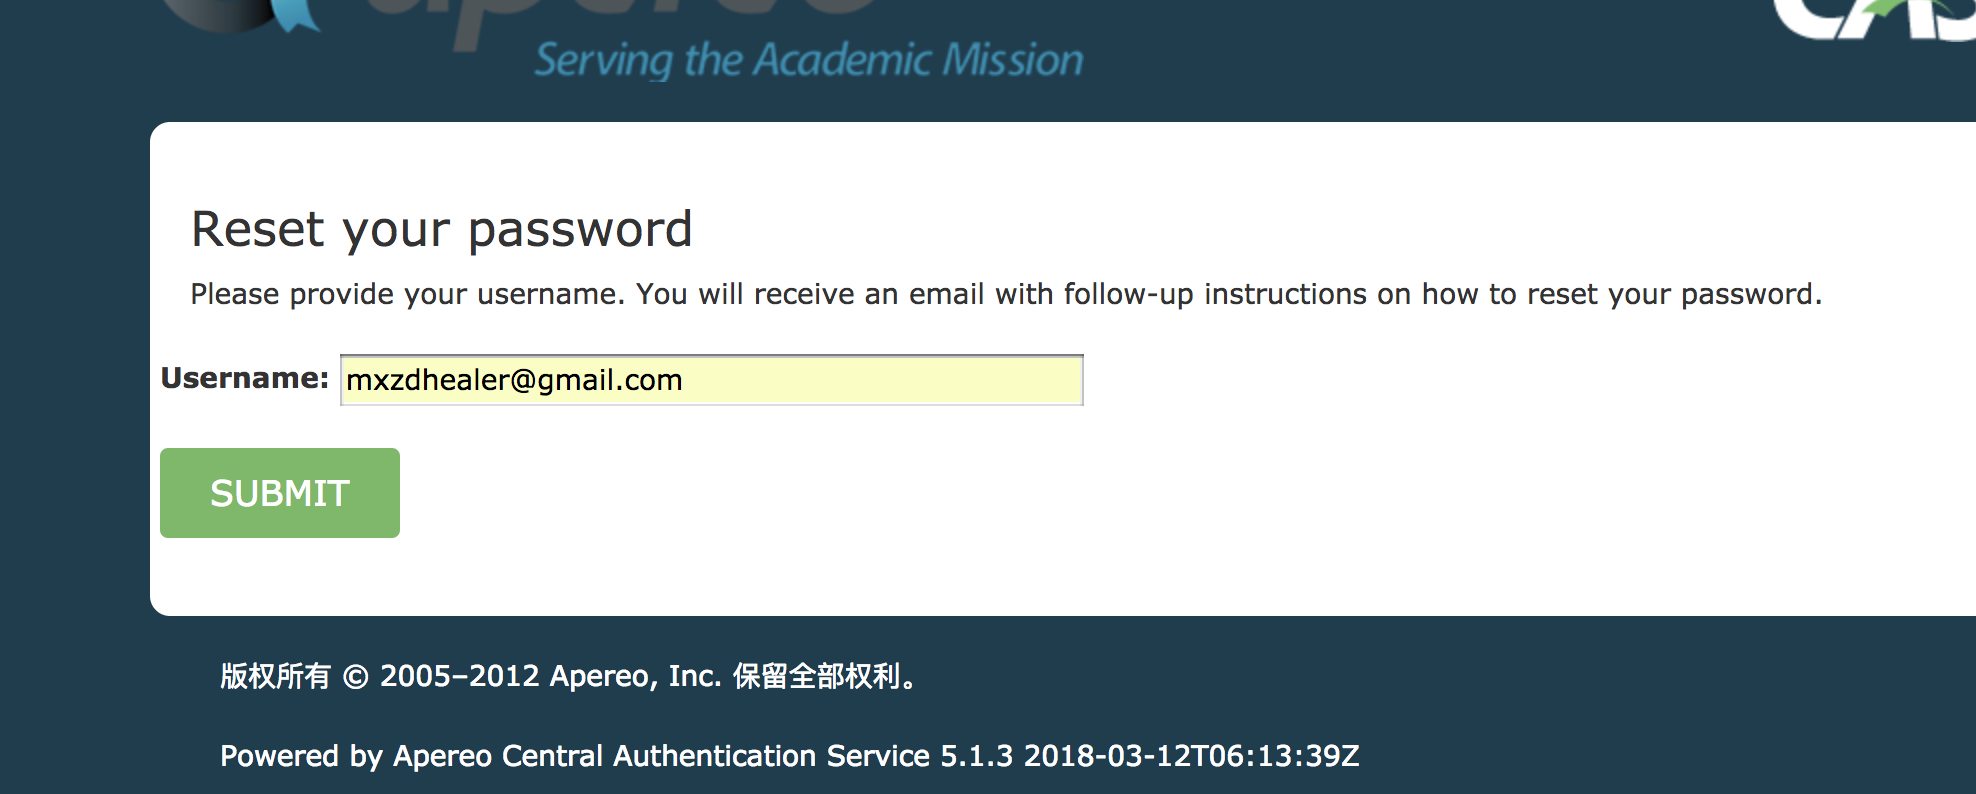 Serving the Academic Mission
Reset your password
Please provide your username. You will receive an email with follow-up instructions on how to reset your password.
Username: mxzdhealer@gmail.com
SUBMIT
版权所有 © 2005–2012 Apereo, Inc. 保留全部权利。
Powered by Apereo Central Authentication Service 5.1.3 2018-03-12T06:13:39Z